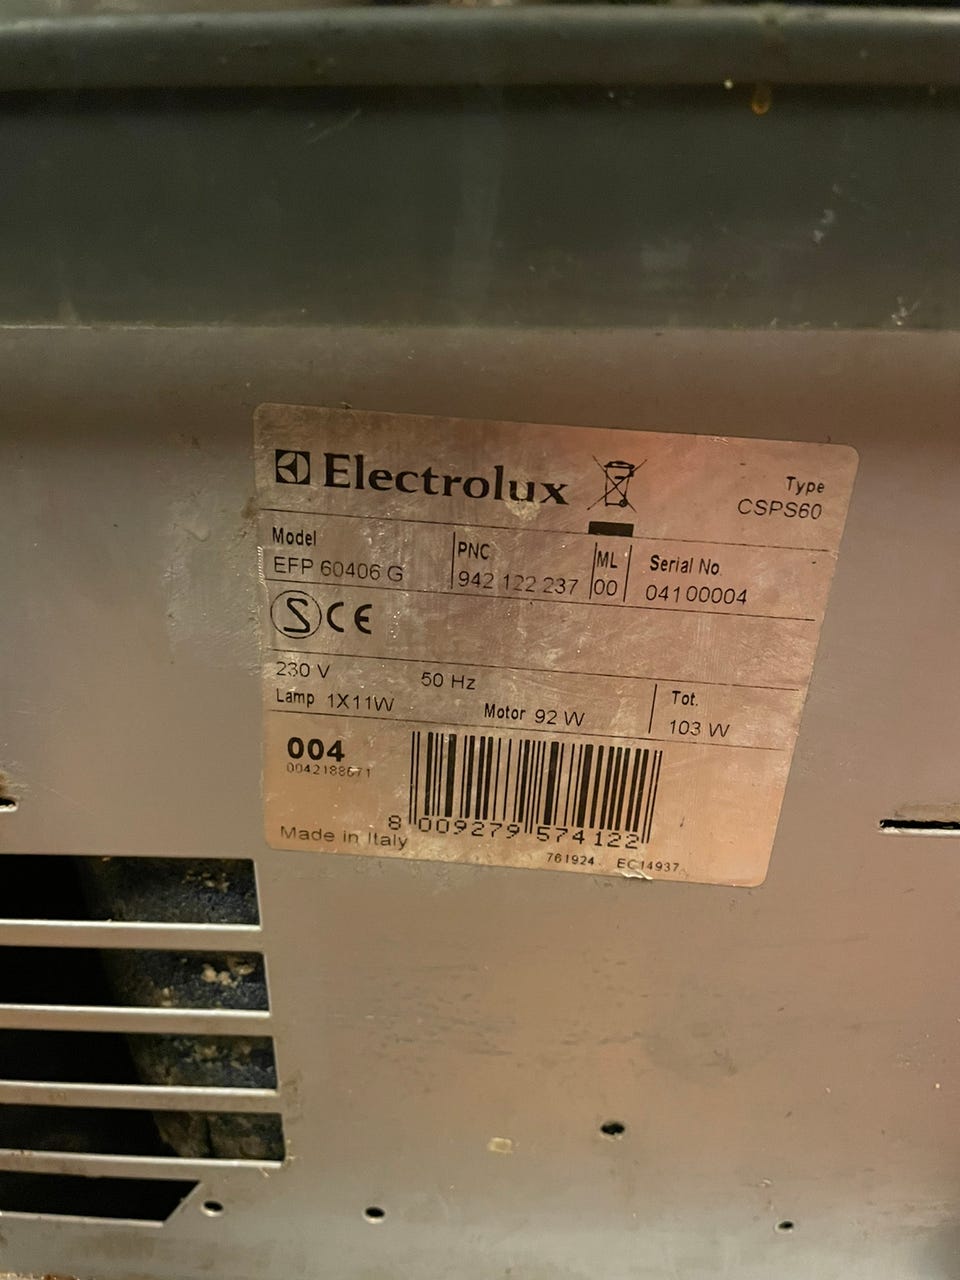 Electrolux
Type
CSPS60
Model
EFP 60406 G
PNC
942 122 237
ML
00
Serial No.
04100004
S CE
230 V 50 Hz
Lamp 1X11W Motor 92 W
Tot.
103 W
004
0042188671
8 009279 574122
Made in Italy
761924 EC14937